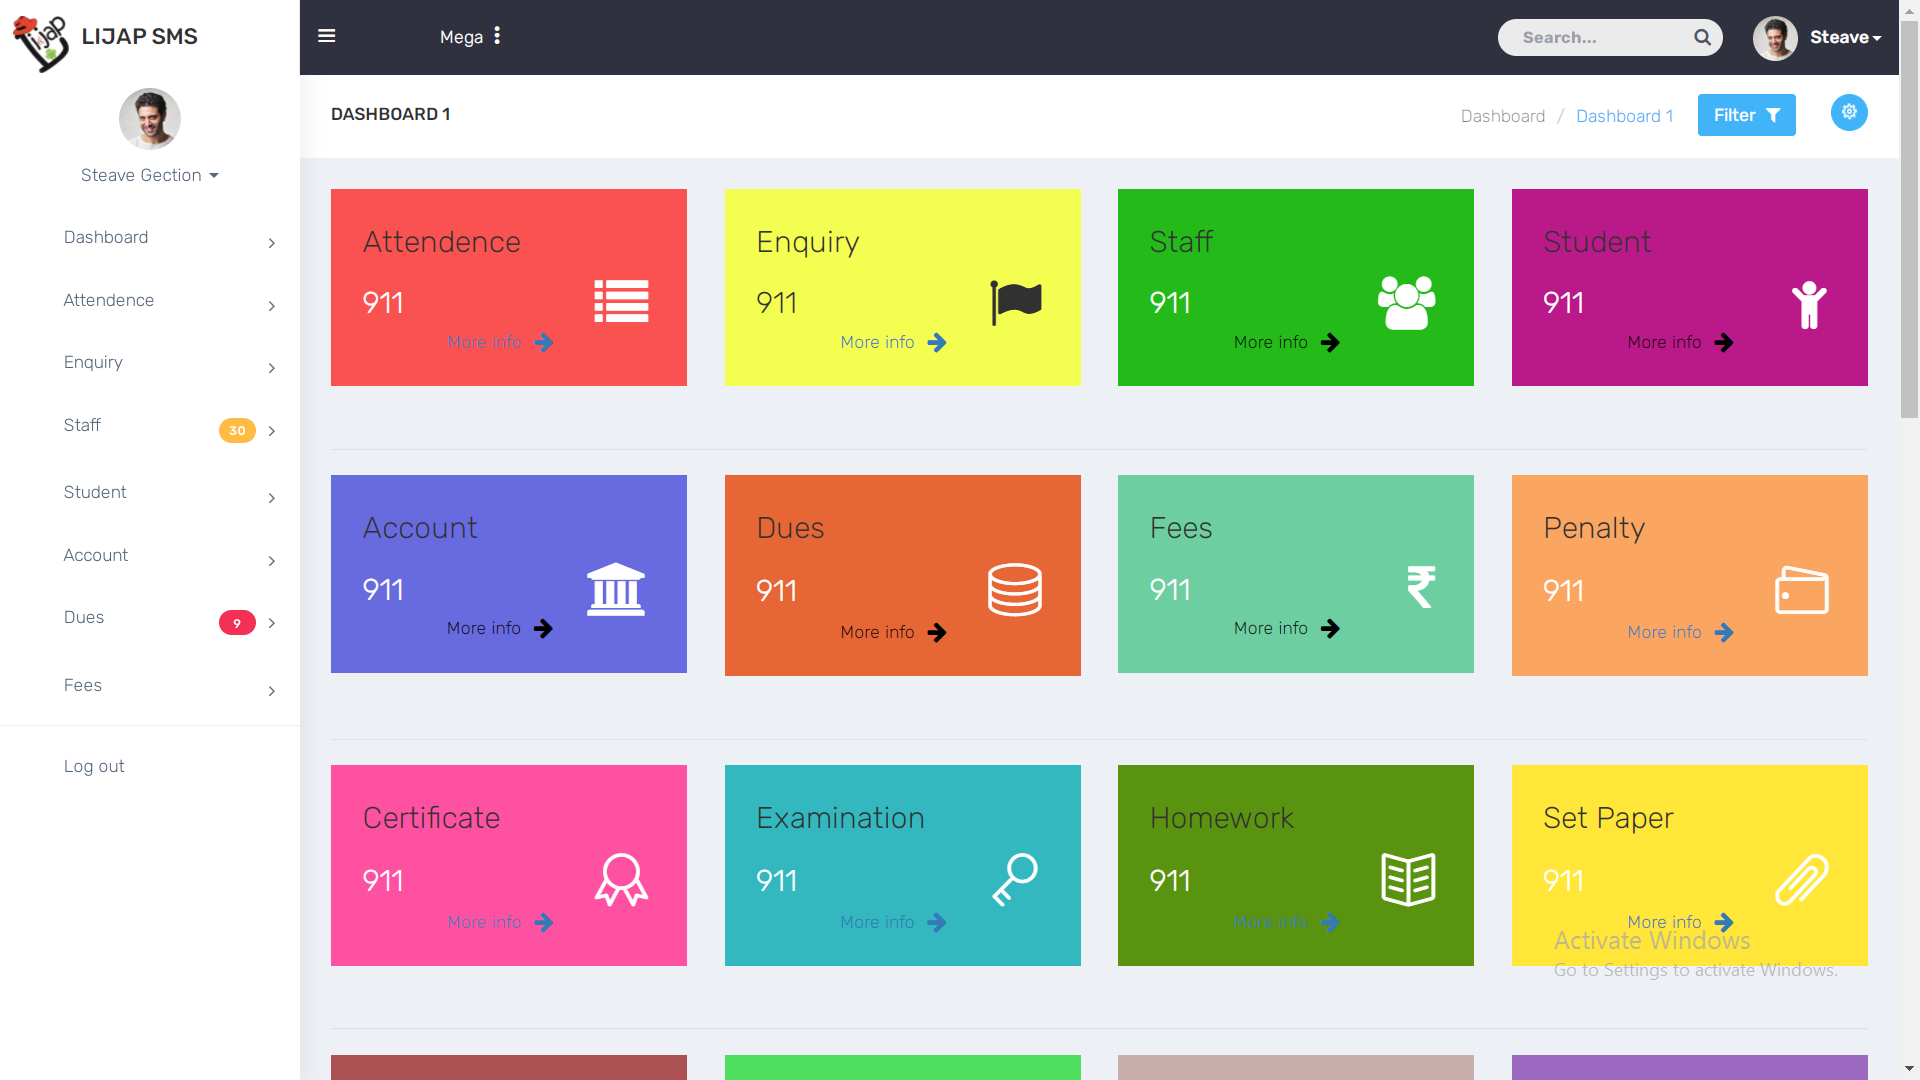 LIJAP SMS
Mega
Search...
Steave
Steave Gection
Dashboard
Attendence
Enquiry
Staff 30
Student
Account
Dues 9
Fees
Log out
DASHBOARD 1
Dashboard / Dashboard 1
Filter
Attendence
911
More info
Enquiry
911
More info
Staff
911
More info
Student
911
More info
Account
911
More info
Dues
911
More info
Fees
911
More info
Penalty
911
More info
Certificate
911
More info
Examination
911
More info
Homework
911
More info
Set Paper
911
More info
Activate Windows
Go to Settings to activate Windows.